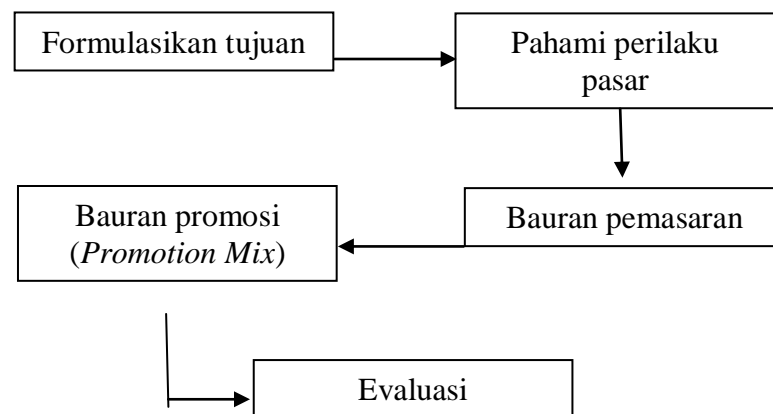 Formulasikan tujuan
Pahami perilaku
pasar
Bauran pemasaran
Bauran promosi
(Promotion Mix)
Evaluasi